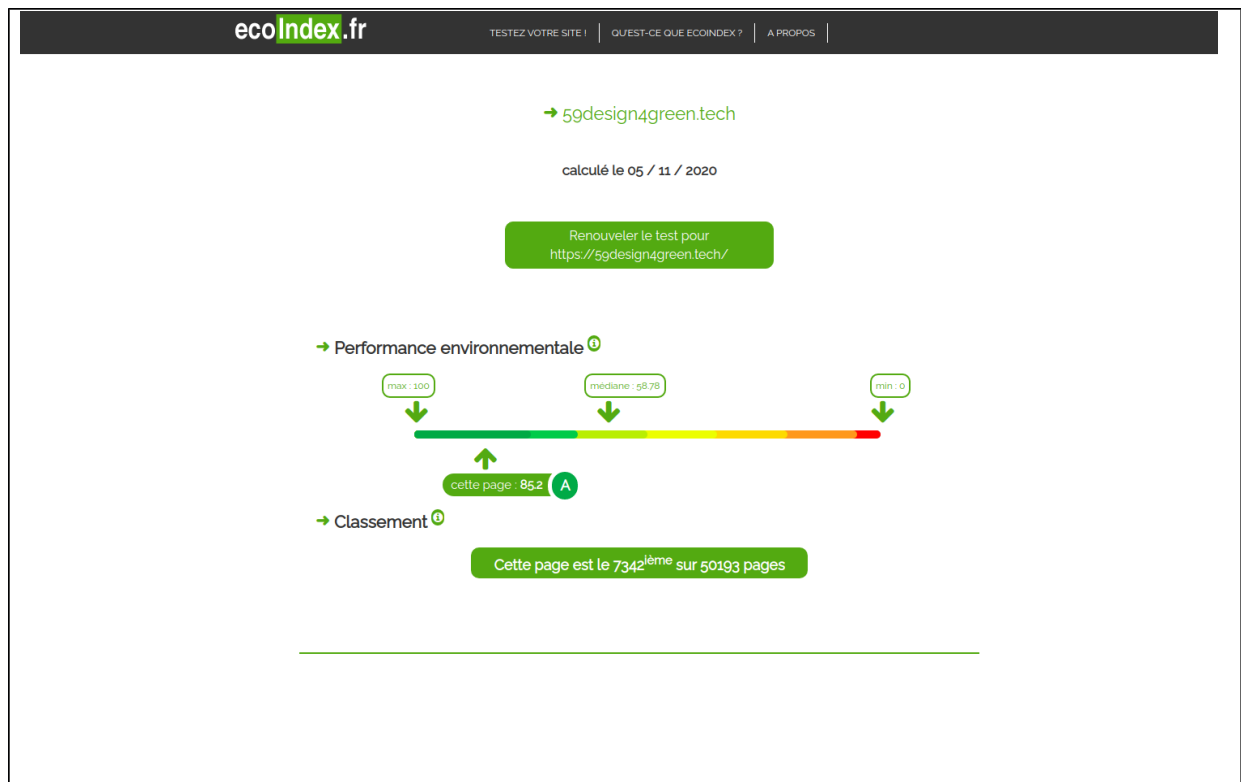 ecoIndex.fr
TESTEZ VOTRE SITE !
QU'EST-CE QUE ECOINDEX ?
A PROPOS
59design4green.tech
calculé le 05 / 11 / 2020
Renouveler le test pour
https://59design4green.tech/
Performance environnementale
max : 100
médiane : 58.78
min : 0
cette page : 85.2 A
Classement
Cette page est le 7342ième sur 50193 pages